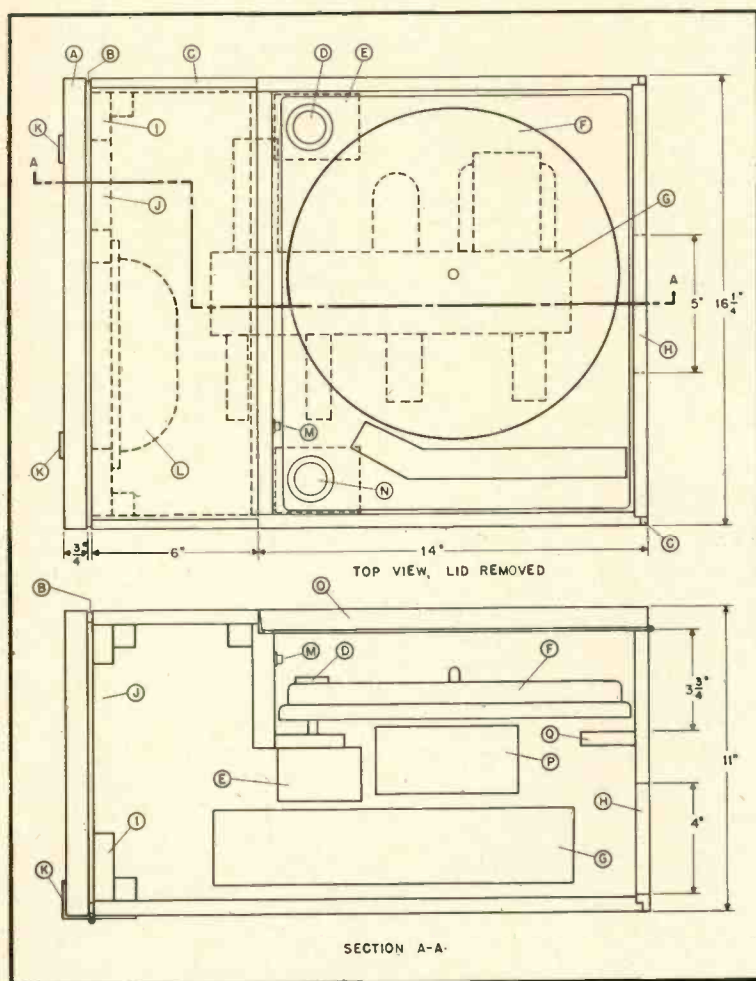 A B C D E
K I F
A J G
A
5" 16 1/4"
H
M
K L N
C
3/4" 6" 14"
TOP VIEW, LID REMOVED
B O
M D F
J 3 3/4"
Q
E P 11"
H
I 4"
G
K
SECTION A-A.